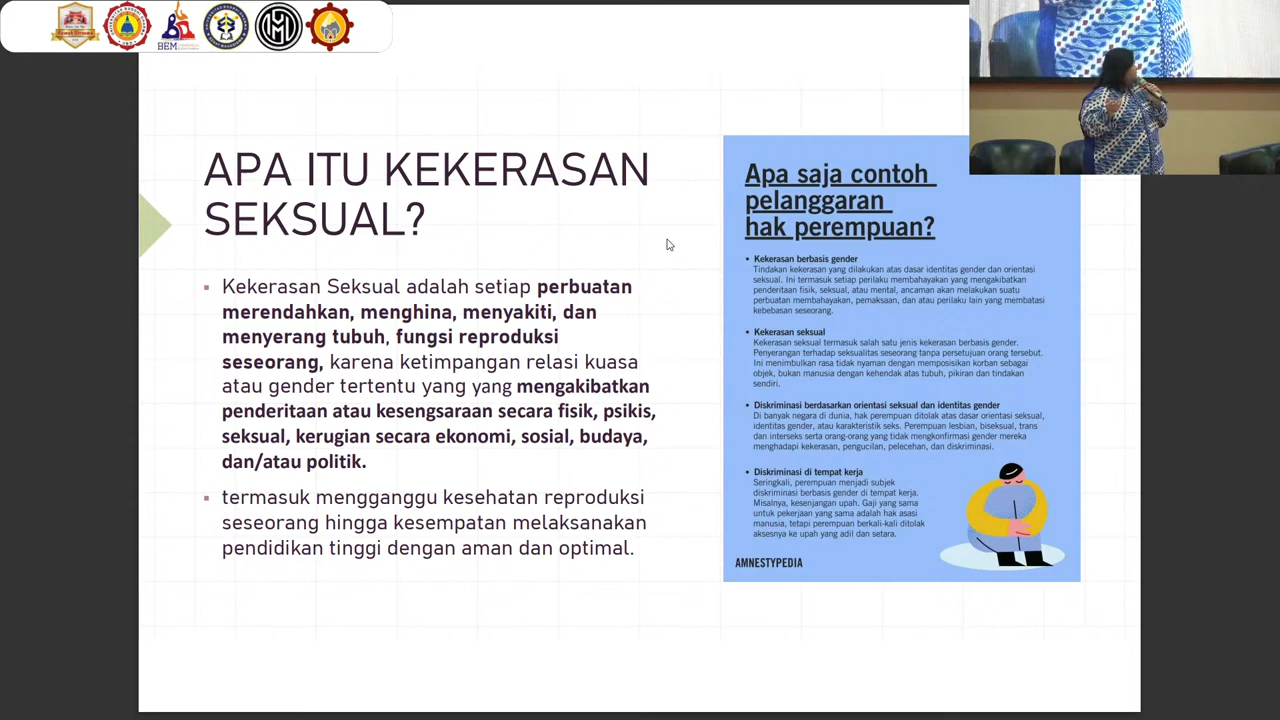 BEM
APA ITU KEKERASAN
SEKSUAL?
Kekerasan Seksual adalah setiap perbuatan
merendahkan, menghina, menyakiti, dan
menyerang tubuh, fungsi reproduksi
seseorang, karena ketimpangan relasi kuasa
atau gender tertentu yang yang mengakibatkan
penderitaan atau kesengsaraan secara fisik, psikis,
seksual, kerugian secara ekonomi, sosial, budaya,
dan/atau politik.
termasuk mengganggu kesehatan reproduksi
seseorang hingga kesempatan melaksanakan
pendidikan tinggi dengan aman dan optimal.
Apa saja contoh
pelanggaran
hak perempuan?
• Kekerasan berbasis gender
Tindakan kekerasan yang dilakukan atas dasar identitas gender dan orientasi
seksual. Ini termasuk setiap perilaku membahayakan yang mengakibatkan
penderitaan fisik, seksual, atau mental, ancaman akan melakukan suatu
perbuatan membahayakan, pemaksaan, dan atau perilaku lain yang membatasi
kebebasan seseorang.
• Kekerasan seksual
Kekerasan seksual termasuk salah satu jenis kekerasan berbasis gender.
Penyerangan terhadap seksualitas seseorang tanpa persetujuan orang tersebut.
Ini menimbulkan rasa tidak nyaman dengan memposisikan korban sebagai
objek, bukan manusia dengan kehendak atas tubuh, pikiran dan tindakan
sendiri.
• Diskriminasi berdasarkan orientasi seksual dan identitas gender
Di banyak negara di dunia, hak perempuan ditolak atas dasar orientasi seksual,
identitas gender, atau karakteristik seks. Perempuan lesbian, biseksual, trans
dan interseks serta orang-orang yang tidak mengkonfirmasi gender mereka
menghadapi kekerasan, pengucilan, pelecehan, dan diskriminasi.
• Diskriminasi di tempat kerja
Seringkali, perempuan menjadi subjek
diskriminasi berbasis gender di tempat kerja.
Misalnya, kesenjangan upah. Gaji yang sama
untuk pekerjaan yang sama adalah hak asasi
manusia, tetapi perempuan berkali-kali ditolak
aksesnya ke upah yang adil dan setara.
AMNESTYPEDIA